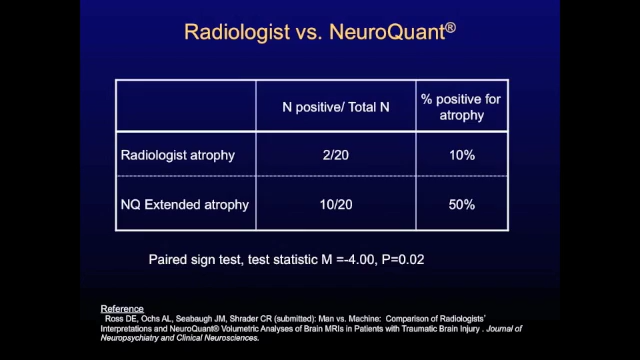 Radiologist vs. NeuroQuant®
N positive/ Total N
% positive for
atrophy
Radiologist atrophy 2/20 10%
NQ Extended atrophy 10/20 50%
Paired sign test, test statistic M =-4.00, P=0.02
Reference
Ross DE, Ochs AL, Seabaugh JM, Shrader CR (submitted): Man vs. Machine: Comparison of Radiologists'
Interpretations and NeuroQuant® Volumetric Analyses of Brain MRIs in Patients with Traumatic Brain Injury . Journal of
Neuropsychiatry and Clinical Neurosciences.